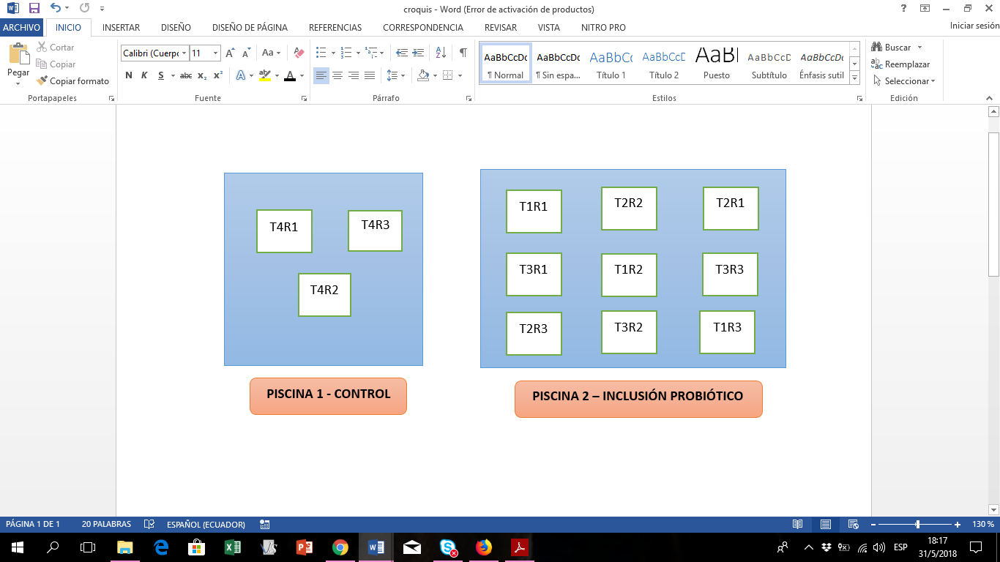 croquis - Word (Error de activación de productos)
ARCHIVO INICIO INSERTAR DISEÑO DISEÑO DE PÁGINA REFERENCIAS CORRESPONDENCIA REVISAR VISTA NITRO PRO Iniciar sesión
Pegar
Cortar
Copiar
Copiar formato
Portapapeles
Calibri (Cuerpo 11
N K S abc x₂ x²
Fuente
Párrafo
AaBbCcDc AaBbCcDc AaBbCc AaBbCcD AaB AaBbCcD AaBbCcDc
¶ Normal ¶ Sin espa... Título 1 Título 2 Puesto Subtítulo Énfasis sutil
Estilos
Buscar
Reemplazar
Seleccionar
Edición
T4R1 T4R3
T4R2
PISCINA 1 - CONTROL
T1R1 T2R2 T2R1
T3R1 T1R2 T3R3
T2R3 T3R2 T1R3
PISCINA 2 – INCLUSIÓN PROBIÓTICO
PÁGINA 1 DE 1 20 PALABRAS ESPAÑOL (ECUADOR) 130 %
ESP
18:17
31/5/2018